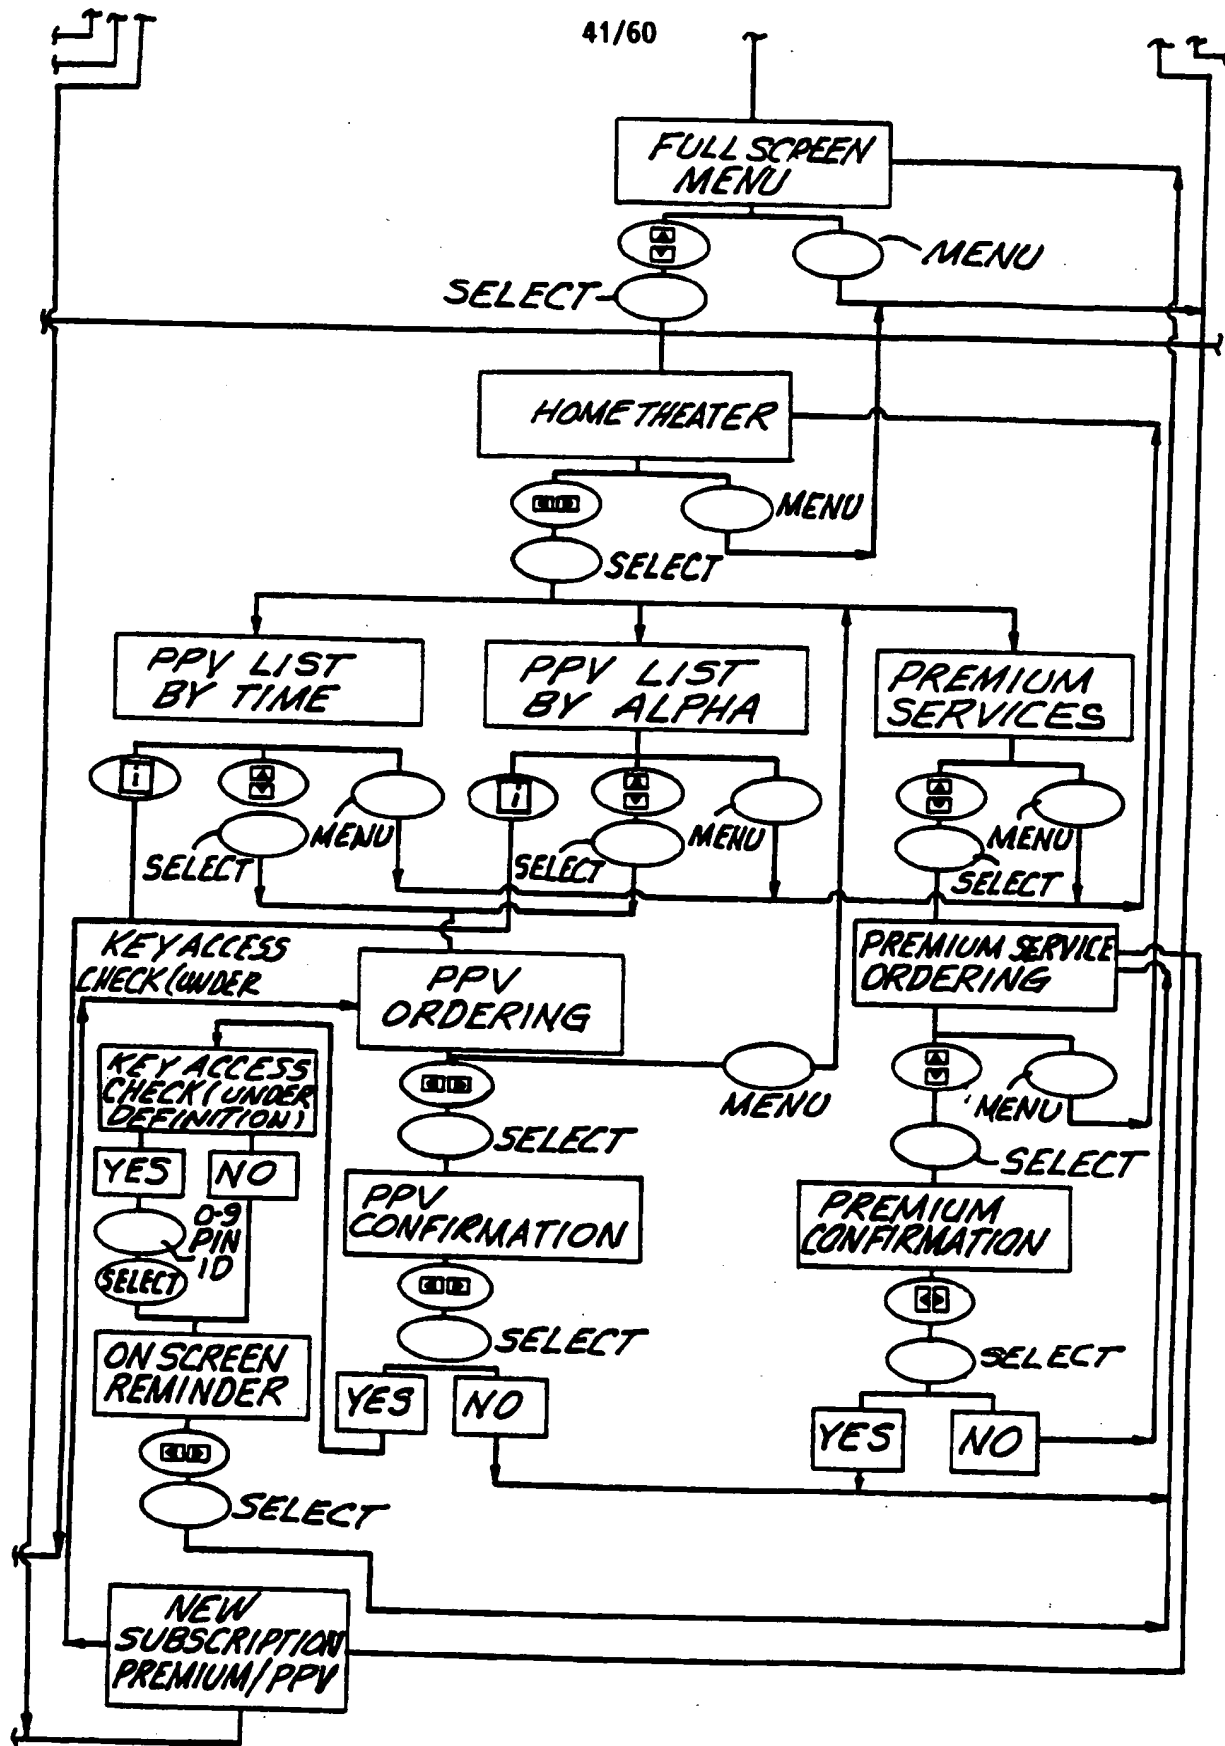 41/60
FULL SCREEN
MENU
MENU
SELECT
HOME THEATER
MENU
SELECT
PPV LIST
BY TIME
PPV LIST
BY ALPHA
PREMIUM
SERVICES
i
i
MENU
SELECT
MENU
SELECT
MENU
SELECT
KEY ACCESS
CHECK (UNDER
PPV
ORDERING
PREMIUM SERVICE
ORDERING
KEY ACCESS
CHECK (UNDER
DEFINITION)
MENU
MENU
SELECT
SELECT
YES
NO
PPV
CONFIRMATION
PREMIUM
CONFIRMATION
0-9
PIN
ID
SELECT
SELECT
SELECT
ON SCREEN
REMINDER
YES
NO
YES
NO
SELECT
NEW
SUBSCRIPTION
PREMIUM/PPV